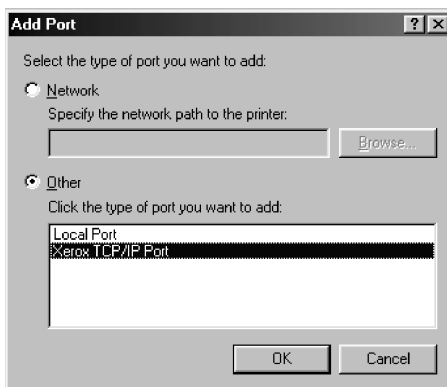 Add Port
Select the type of port you want to add:
Network
Specify the network path to the printer:
Browse...
Other
Click the type of port you want to add:
Local Port
Xerox TCP/IP Port
OK Cancel